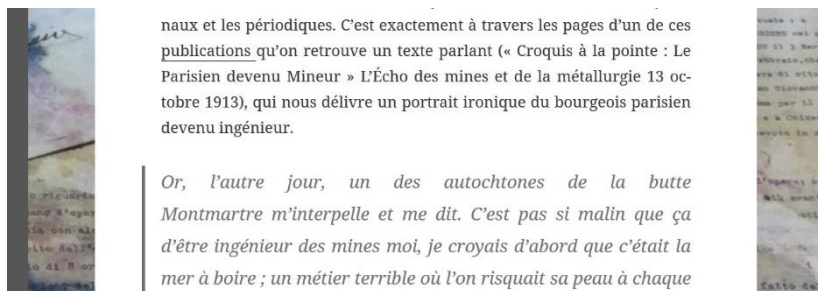 naux et les périodiques. C’est exactement à travers les pages d’un de ces
publications qu’on retrouve un texte parlant (« Croquis à la pointe : Le
Parisien devenu Mineur » L’Écho des mines et de la métallurgie 13 oc-
tobre 1913), qui nous délivre un portrait ironique du bourgeois parisien
devenu ingénieur.
Or, l’autre jour, un des autochtones de la butte
Montmartre m’interpelle et me dit. C’est pas si malin que ça
d’être ingénieur des mines moi, je croyais d’abord que c’était la
mer à boire ; un métier terrible où l’on risquait sa peau à chaque